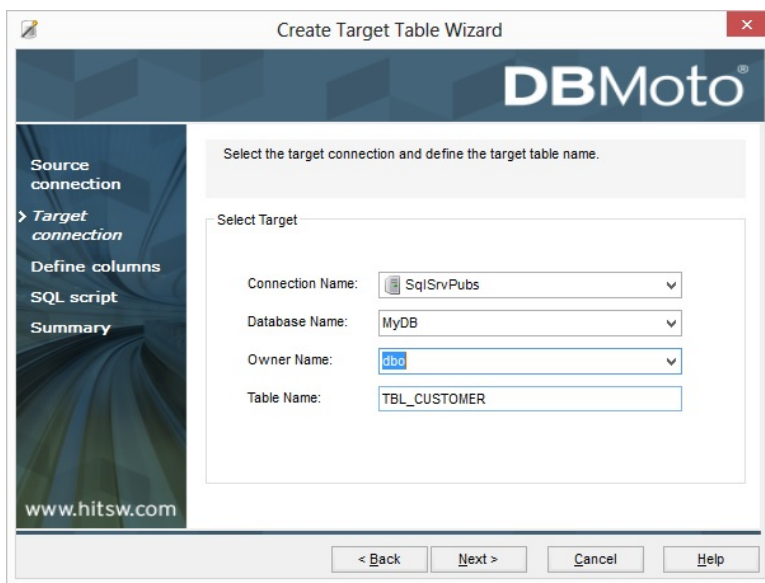 Create Target Table Wizard
DBMoto®
Source
connection
Target
connection
Define columns
SQL script
Summary
www.hitsw.com
Select the target connection and define the target table name.
Select Target
Connection Name: SqlSrvPubs
Database Name: MyDB
Owner Name: dbo
Table Name: TBL_CUSTOMER
< Back Next > Cancel Help